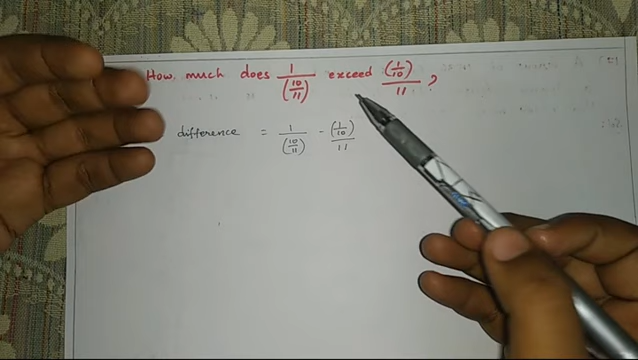 How much does 1/(10/11) exceed (1/10)/11 ?
difference = 1/(10/11) - (1/10)/11